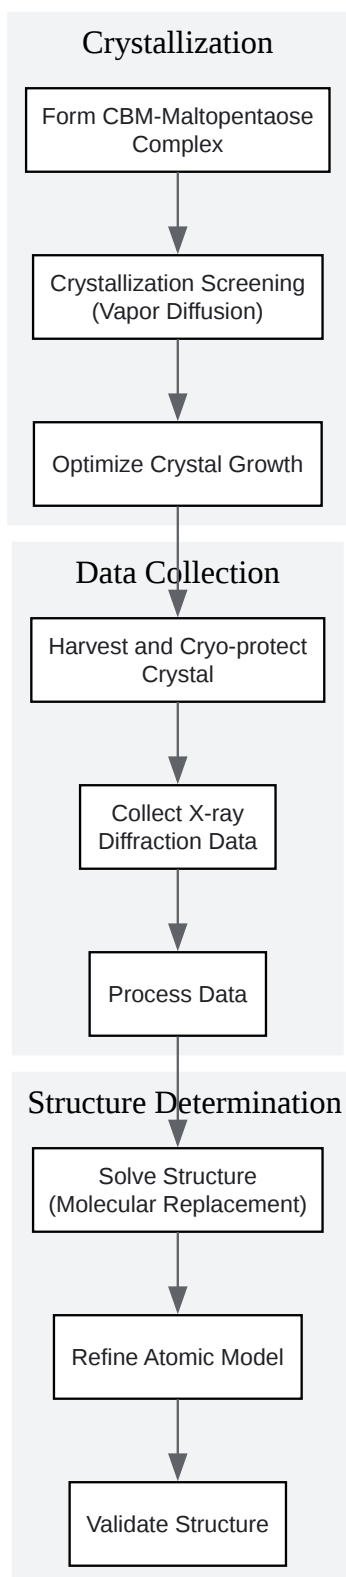 Crystallization
Form CBM-Maltopentaose
Complex
Crystallization Screening
(Vapor Diffusion)
Optimize Crystal Growth
Data Collection
Harvest and Cryo-protect
Crystal
Collect X-ray
Diffraction Data
Process Data
Structure Determination
Solve Structure
(Molecular Replacement)
Refine Atomic Model
Validate Structure